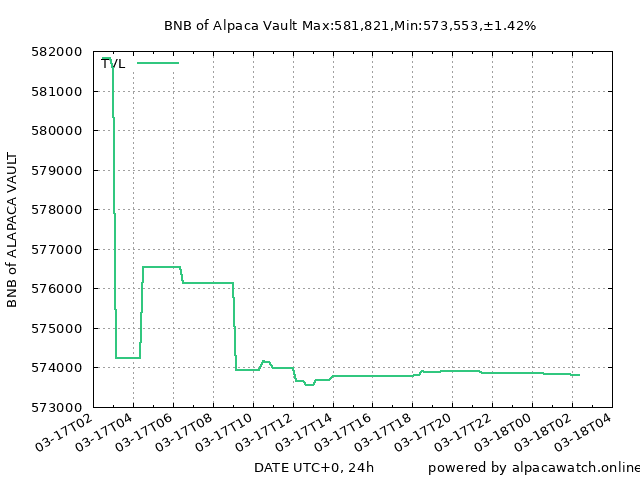 BNB of Alpaca Vault Max:581,821,Min:573,553,±1.42%
582000
TVL
581000
580000
579000
578000
577000
576000
575000
574000
573000
BNB of ALAPACA VAULT
03-17T02
03-17T04
03-17T06
03-17T08
03-17T10
03-17T12
03-17T14
03-17T16
03-17T18
03-17T20
03-17T22
03-18T00
03-18T02
03-18T04
DATE UTC+0, 24h
powered by alpacawatch.online